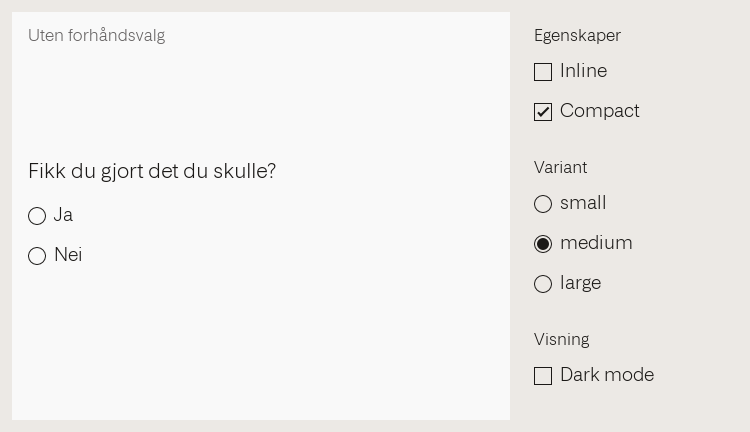 Uten forhåndsvalg
Fikk du gjort det du skulle?
Ja
Nei
Egenskaper
Inline
Compact
Variant
small
medium
large
Visning
Dark mode